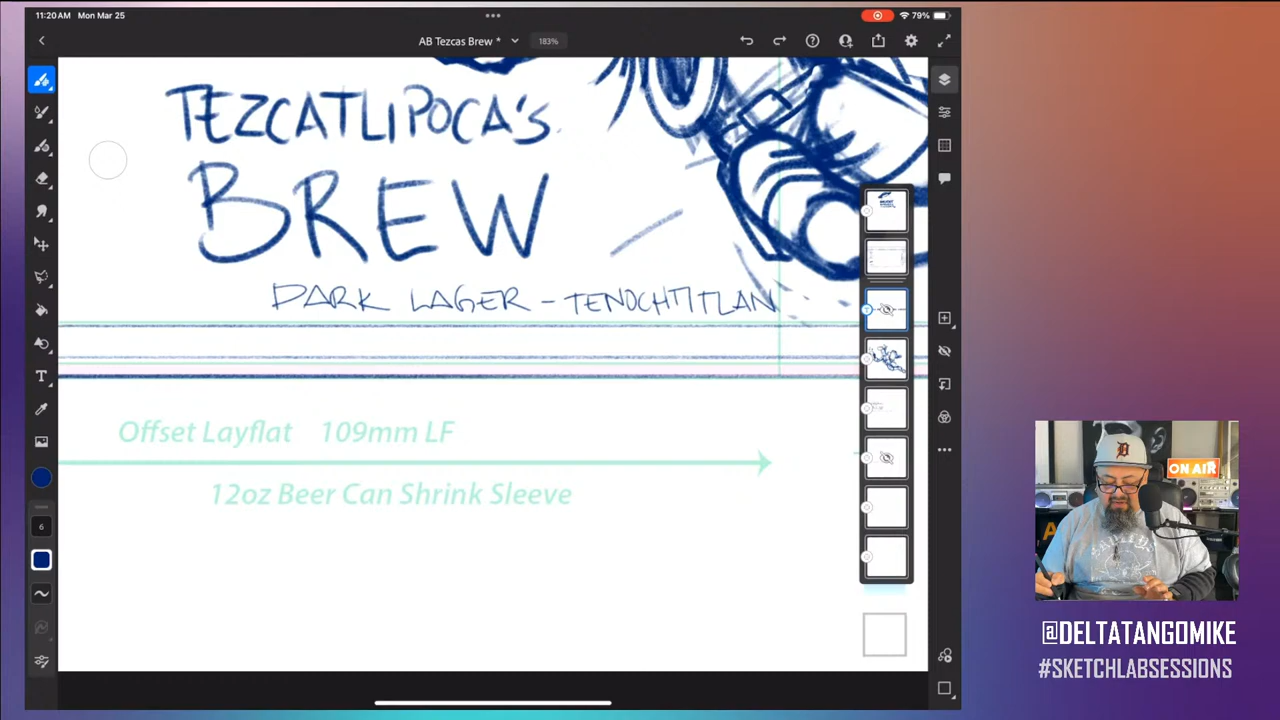 11:20 AM Mon Mar 25
79%
AB Tezcas Brew *
183%
TEZCATLIPOCA'S
BREW
DARK LAGER - TENOCHTITLAN
Offset Layflat 109mm LF
12oz Beer Can Shrink Sleeve
6
T
D
ON AIR
@DELTATANGOMIKE
#SKETCHLABSESSIONS